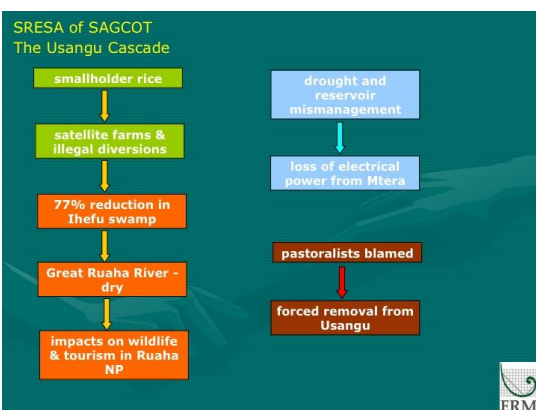 SRESA of SAGCOT
The Usangu Cascade
smallholder rice
satellite farms &
illegal diversions
77% reduction in
Ihefu swamp
Great Ruaha River -
dry
impacts on wildlife
& tourism in Ruaha
NP
drought and
reservoir
mismanagement
loss of electrical
power from Mtera
pastoralists blamed
forced removal from
Usangu
ERM